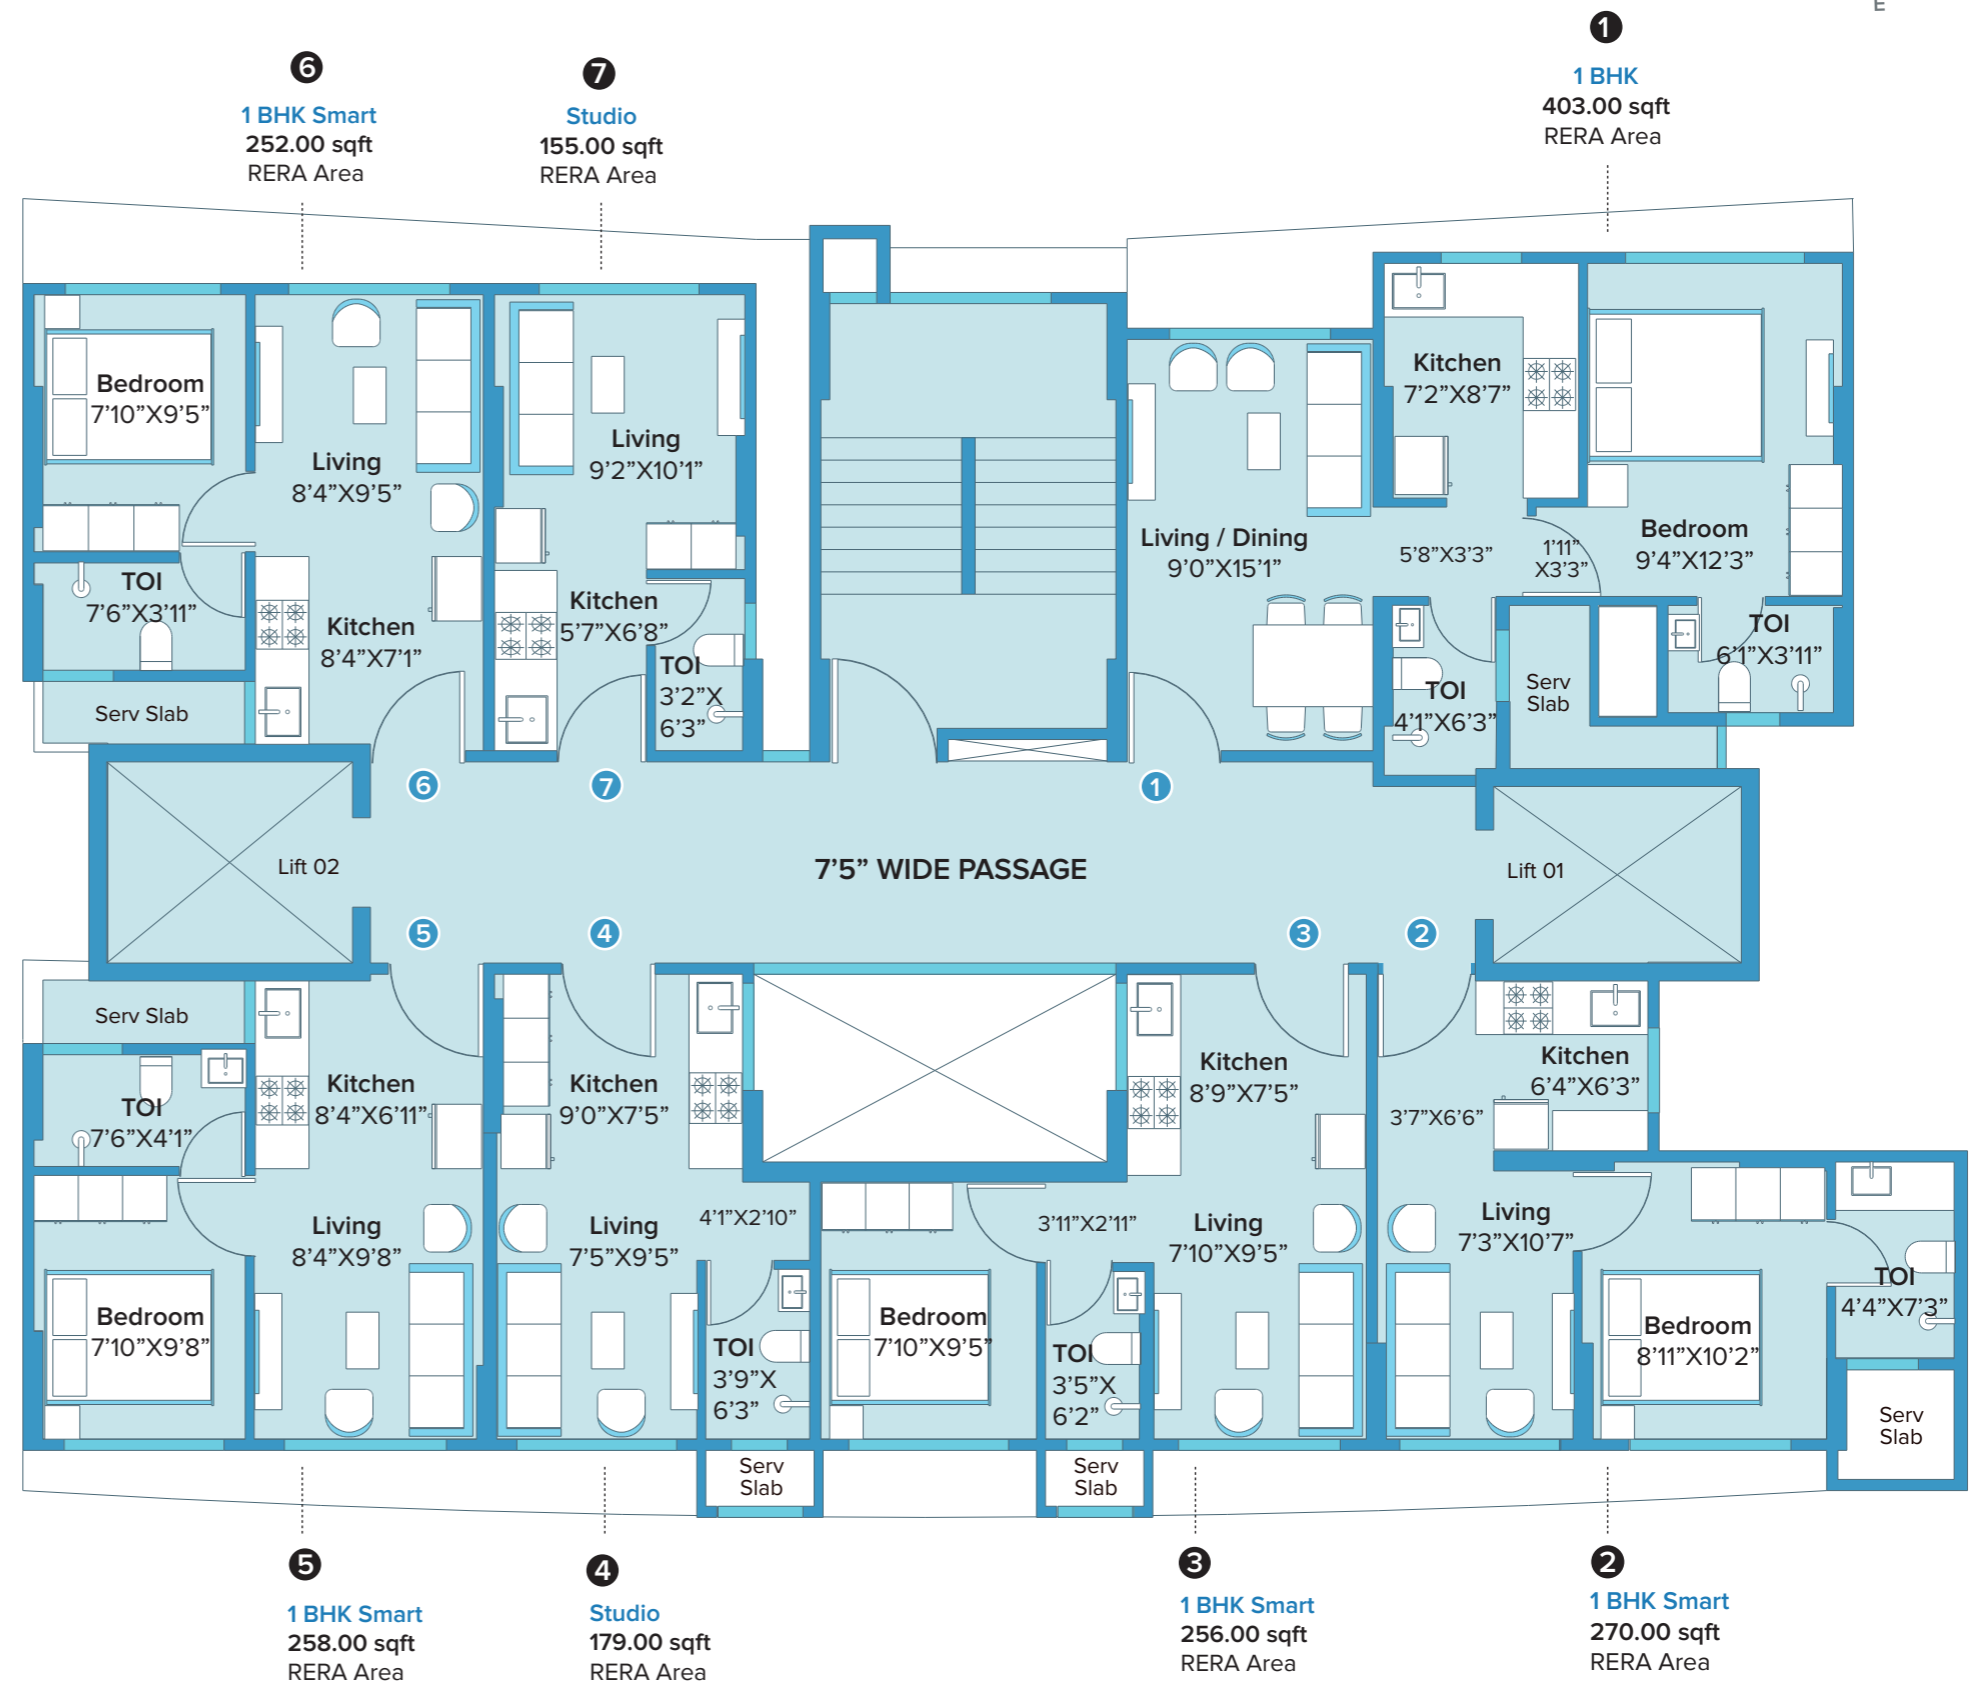 E
6
1 BHK Smart
252.00 sqft
RERA Area
7
Studio
155.00 sqft
RERA Area
1
1 BHK
403.00 sqft
RERA Area
Bedroom
7’10”X9’5”
Living
8’4”X9’5”
TOI
7’6”X3’11”
Kitchen
8’4”X7’1”
Serv Slab
Living
9’2”X10’1”
Kitchen
5’7”X6’8”
TOI
3’2”X
6’3”
Living / Dining
9’0”X15’1”
Kitchen
7’2”X8’7”
5’8”X3’3”
1’11”
X3’3”
Bedroom
9’4”X12’3”
TOI
4’1”X6’3”
Serv
Slab
TOI
6’1”X3’11”
6
7
1
Lift 02
7’5” WIDE PASSAGE
Lift 01
5
4
3
2
Serv Slab
TOI
7’6”X4’1”
Kitchen
8’4”X6’11”
Living
8’4”X9’8”
Bedroom
7’10”X9’8”
Kitchen
9’0”X7’5”
Living
7’5”X9’5”
4’1”X2’10”
TOI
3’9”X
6’3”
Serv
Slab
Bedroom
7’10”X9’5”
3’11”X2’11”
TOI
3’5”X
6’2”
Serv
Slab
Kitchen
8’9”X7’5”
Living
7’10”X9’5”
3’7”X6’6”
Kitchen
6’4”X6’3”
Living
7’3”X10’7”
Bedroom
8’11”X10’2”
TOI
4’4”X7’3”
Serv
Slab
5
1 BHK Smart
258.00 sqft
RERA Area
4
Studio
179.00 sqft
RERA Area
3
1 BHK Smart
256.00 sqft
RERA Area
2
1 BHK Smart
270.00 sqft
RERA Area